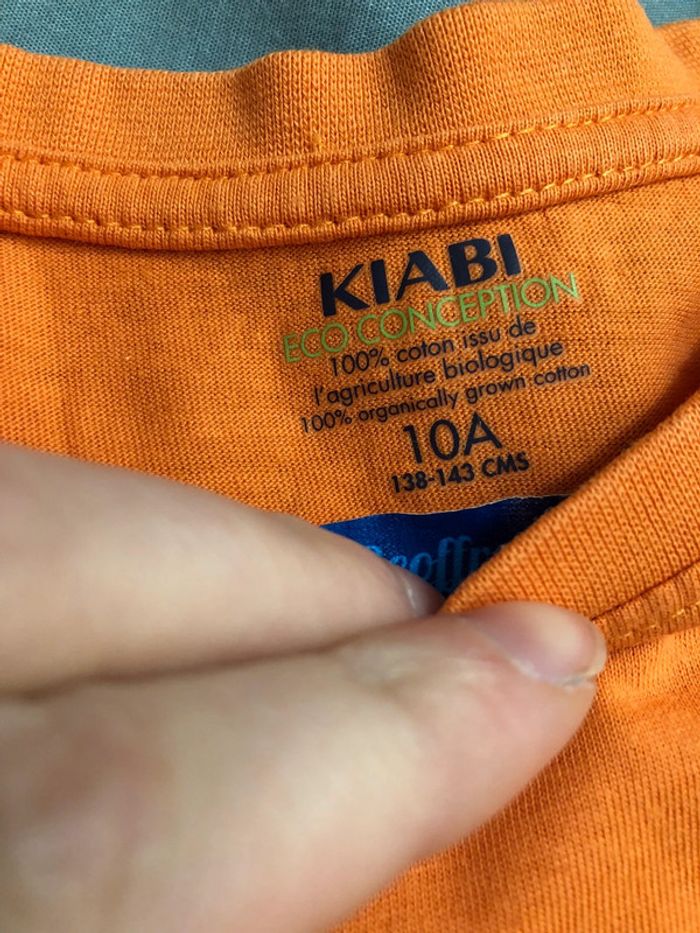 KIABI
ECO CONCEPTION
100% coton issu de
l'agriculture biologique
100% organically grown cotton
10A
138-143 CMS